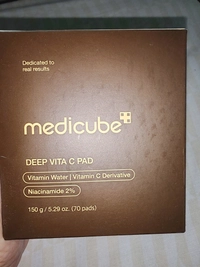 Dedicated to
real results
medicube
DEEP VITA C PAD
Vitamin Water | Vitamin C Derivative
Niacinamide 2%
150 g / 5.29 oz. (70 pads)